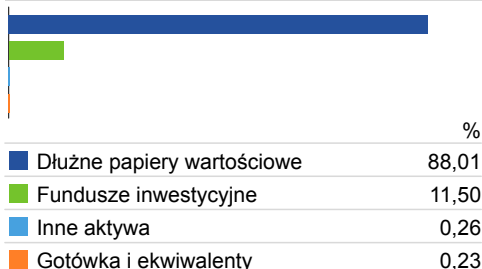 %
Dłużne papiery wartościowe 88,01
Fundusze inwestycyjne 11,50
Inne aktywa 0,26
Gotówka i ekwiwalenty 0,23